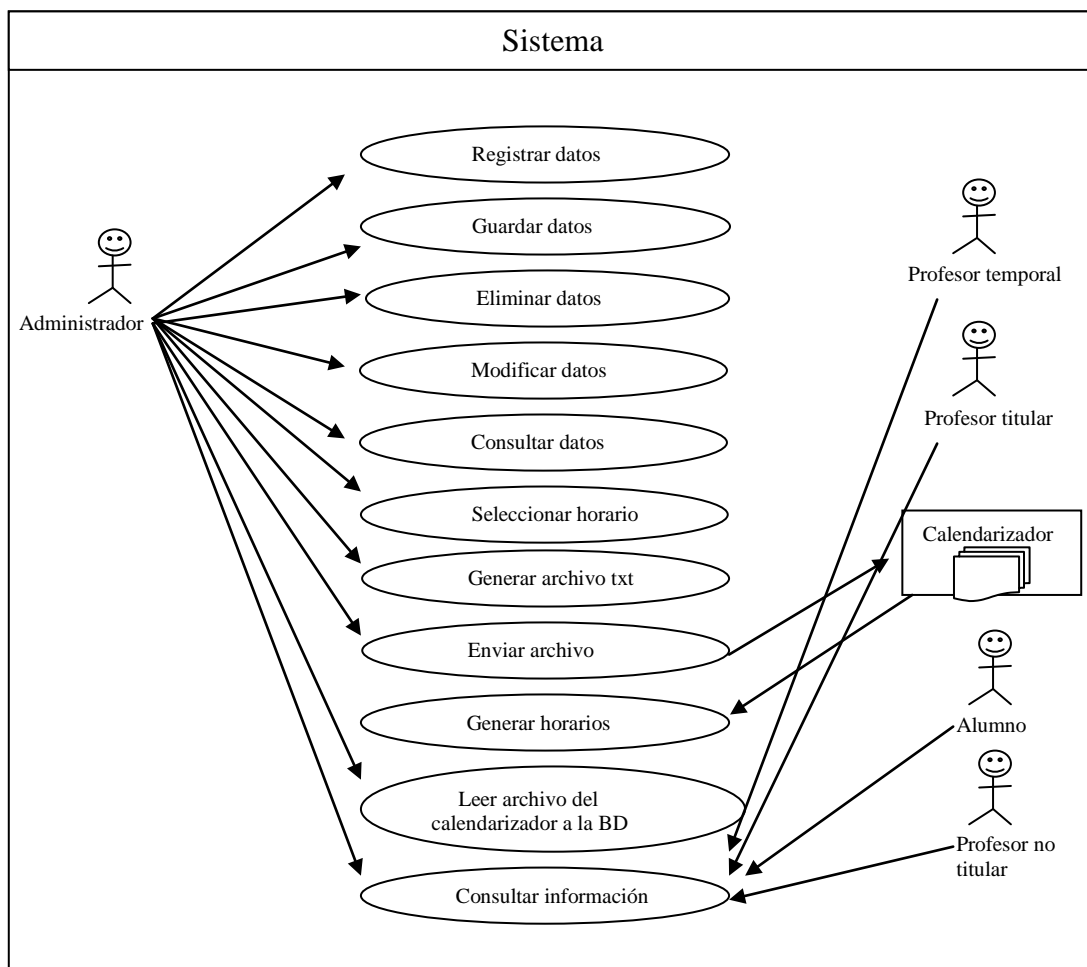 Sistema
Registrar datos
Guardar datos
Eliminar datos
Modificar datos
Consultar datos
Seleccionar horario
Generar archivo txt
Enviar archivo
Generar horarios
Leer archivo del
calendarizador a la BD
Consultar información
Administrador
Profesor temporal
Profesor titular
Calendarizador
Alumno
Profesor no
titular